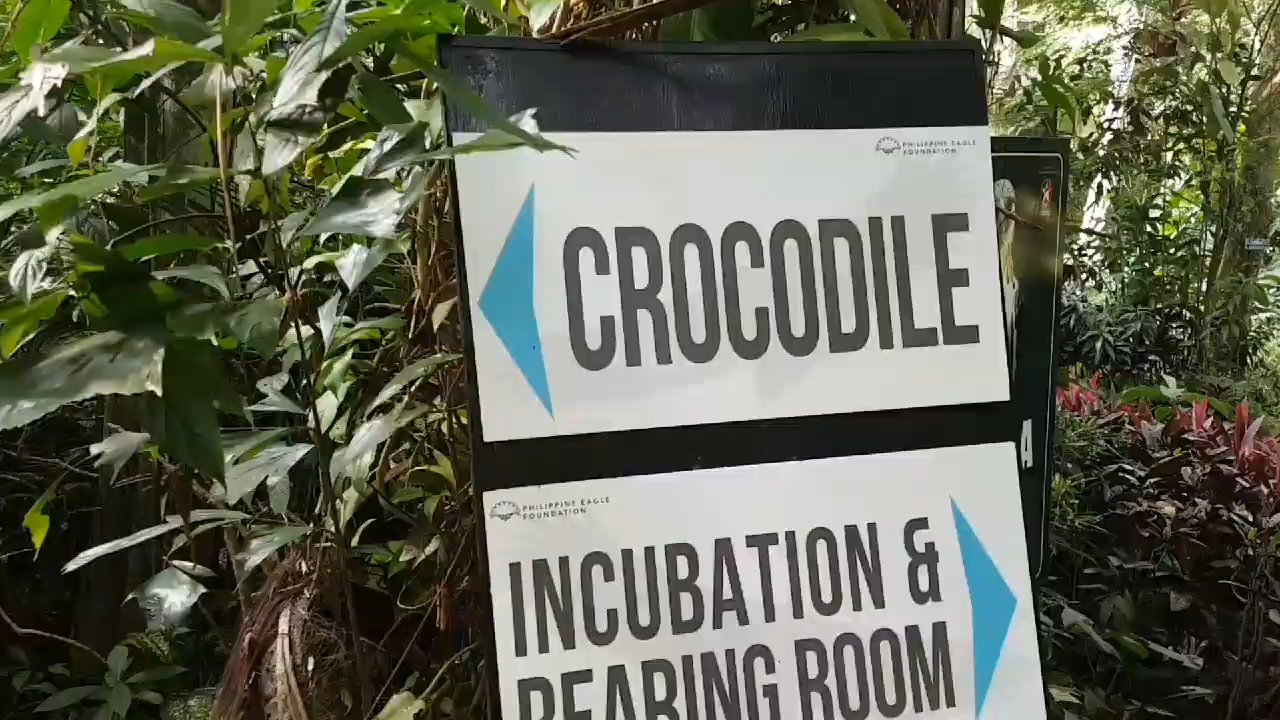 PHILIPPINE EAGLE
FOUNDATION
CROCODILE
PHILIPPINE EAGLE
FOUNDATION
INCUBATION &
REARING ROOM
A